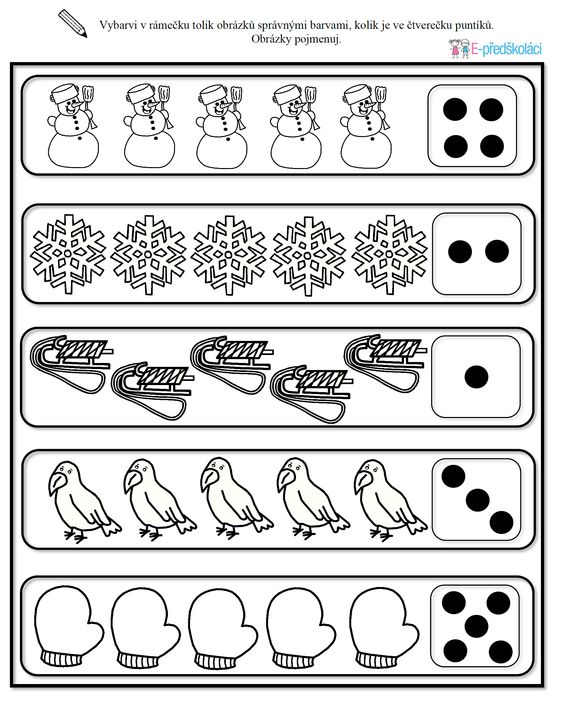 Vybarvi v rámečku tolik obrázků správnými barvami, kolik je ve čtverečku puntíků.
Obrázky pojmenuj.
E-předškoláci